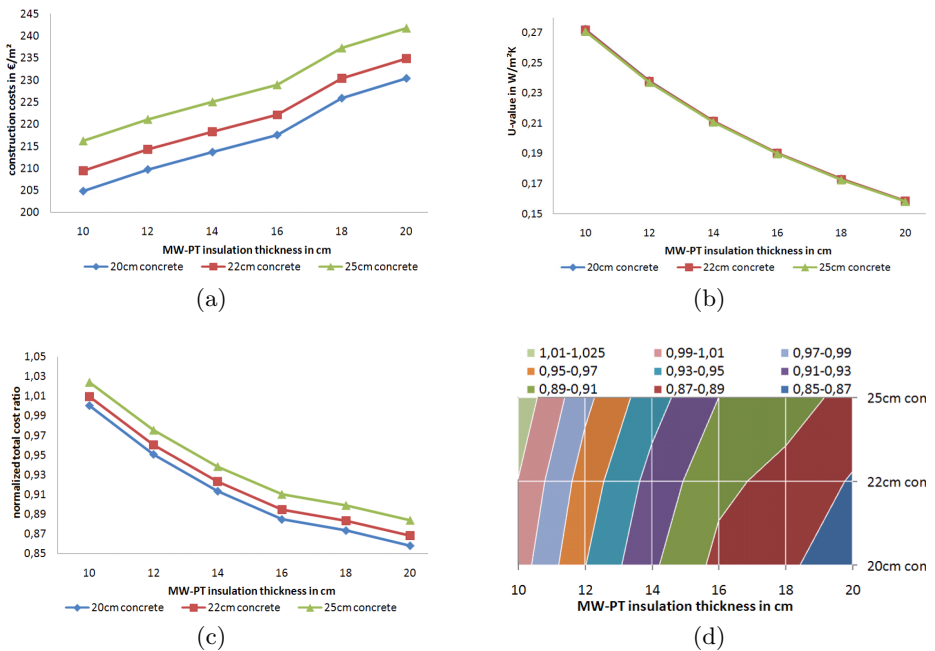 construction costs in €/m²
245
240
235
230
225
220
215
210
205
200
10 12 14 16 18 20
MW-PT insulation thickness in cm
20cm concrete 22cm concrete 25cm concrete
(a)
U-value in W/m²K
0,27
0,25
0,23
0,21
0,19
0,17
0,15
10 12 14 16 18 20
MW-PT insulation thickness in cm
20cm concrete 22cm concrete 25cm concrete
(b)
normalized total cost ratio
1,05
1,03
1,01
0,99
0,97
0,95
0,93
0,91
0,89
0,87
0,85
10 12 14 16 18 20
MW-PT insulation thickness in cm
20cm concrete 22cm concrete 25cm concrete
(c)
1,01-1,025 0,99-1,01 0,97-0,99
0,95-0,97 0,93-0,95 0,91-0,93
0,89-0,91 0,87-0,89 0,85-0,87
25cm con
22cm con
20cm con
10 12 14 16 18 20
MW-PT insulation thickness in cm
(d)